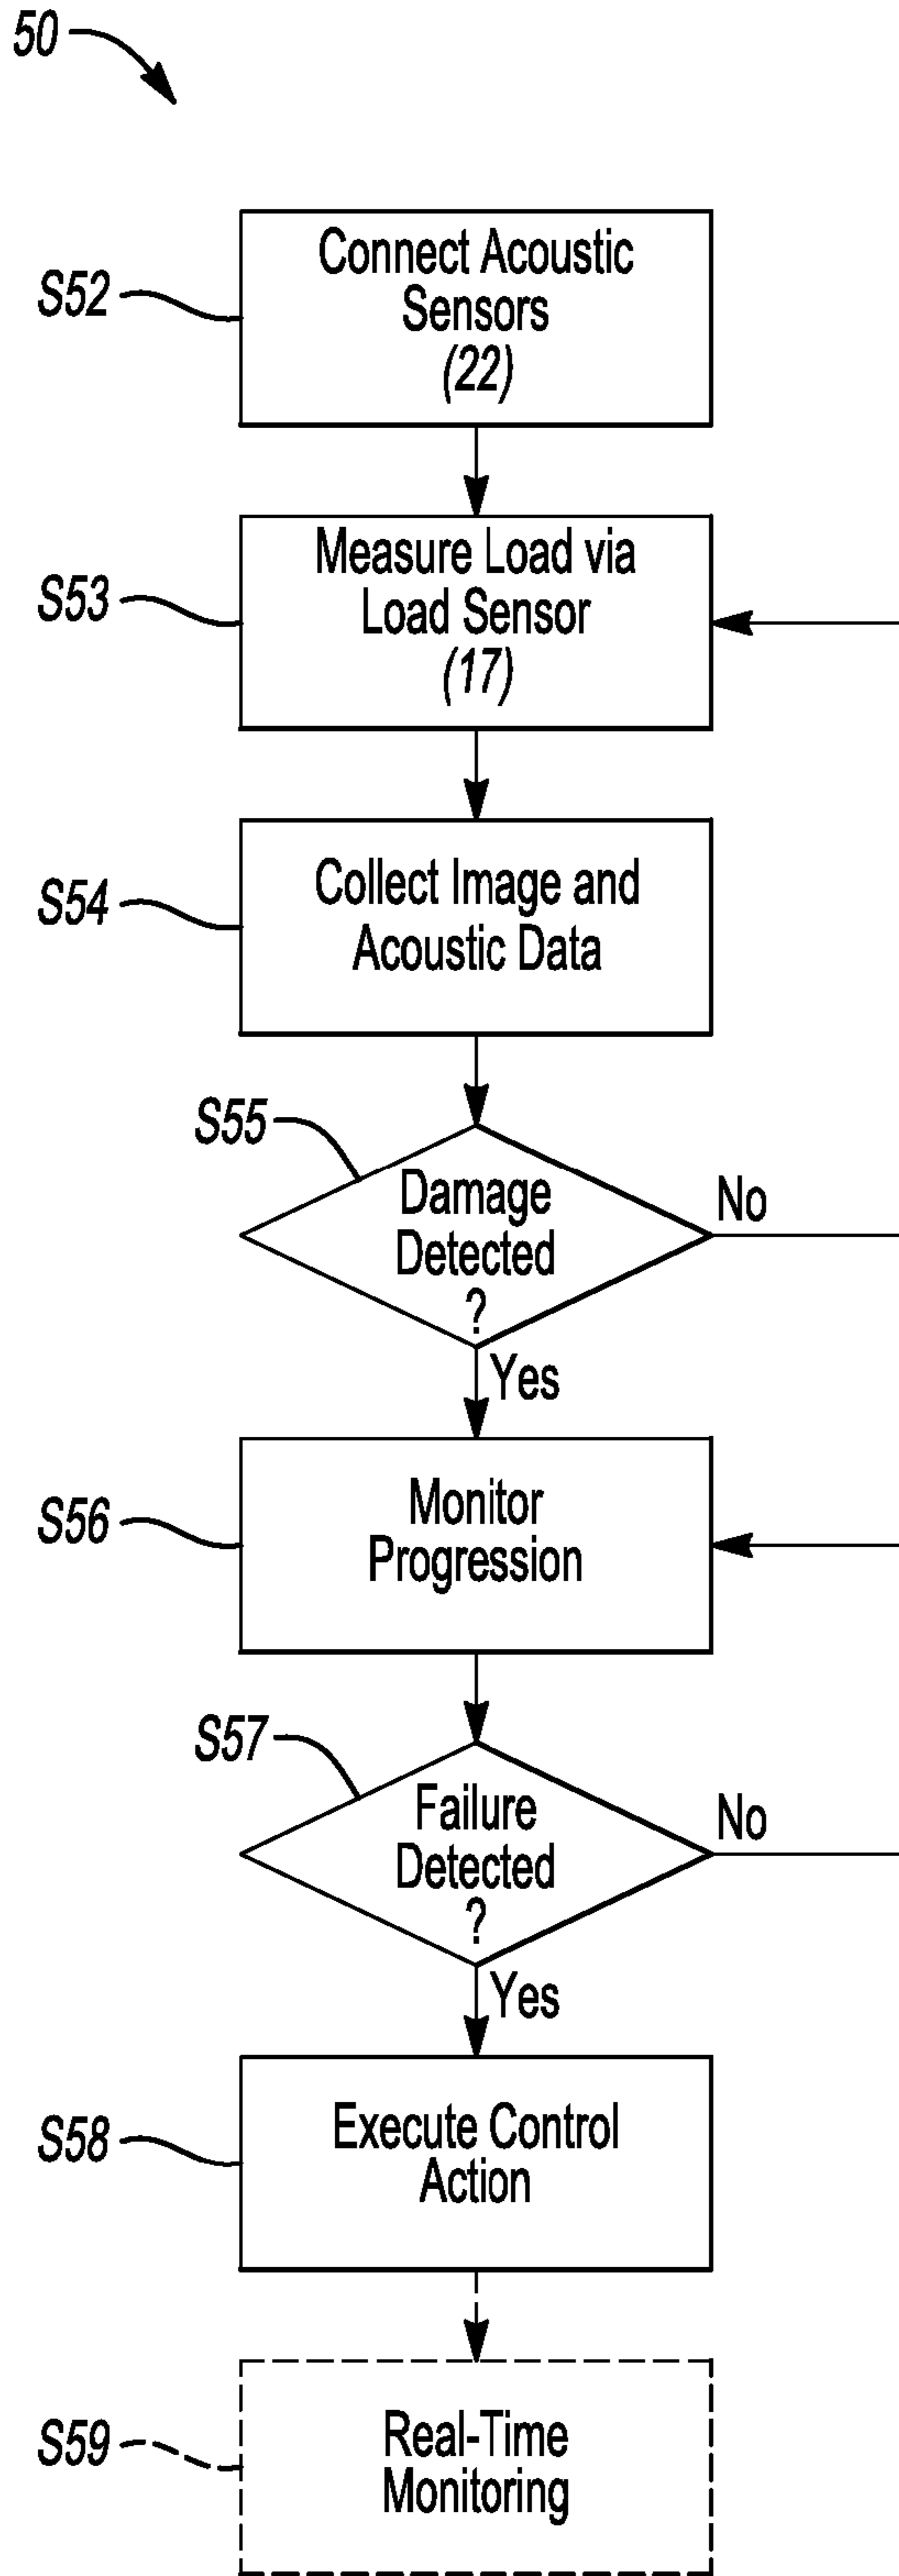 50
S52
Connect Acoustic
Sensors
(22)
S53
Measure Load via
Load Sensor
(17)
S54
Collect Image and
Acoustic Data
S55
Damage
Detected
?
No
Yes
S56
Monitor
Progression
S57
Failure
Detected
?
No
Yes
S58
Execute Control
Action
S59
Real-Time
Monitoring